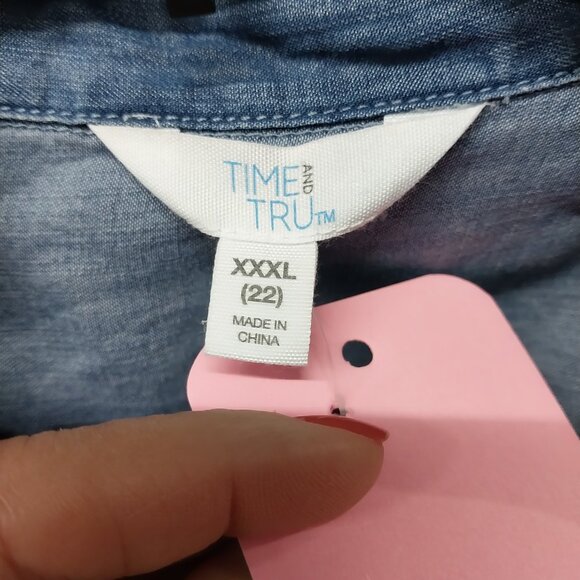 TIME AND
TRU™
XXXL
(22)
MADE IN
CHINA